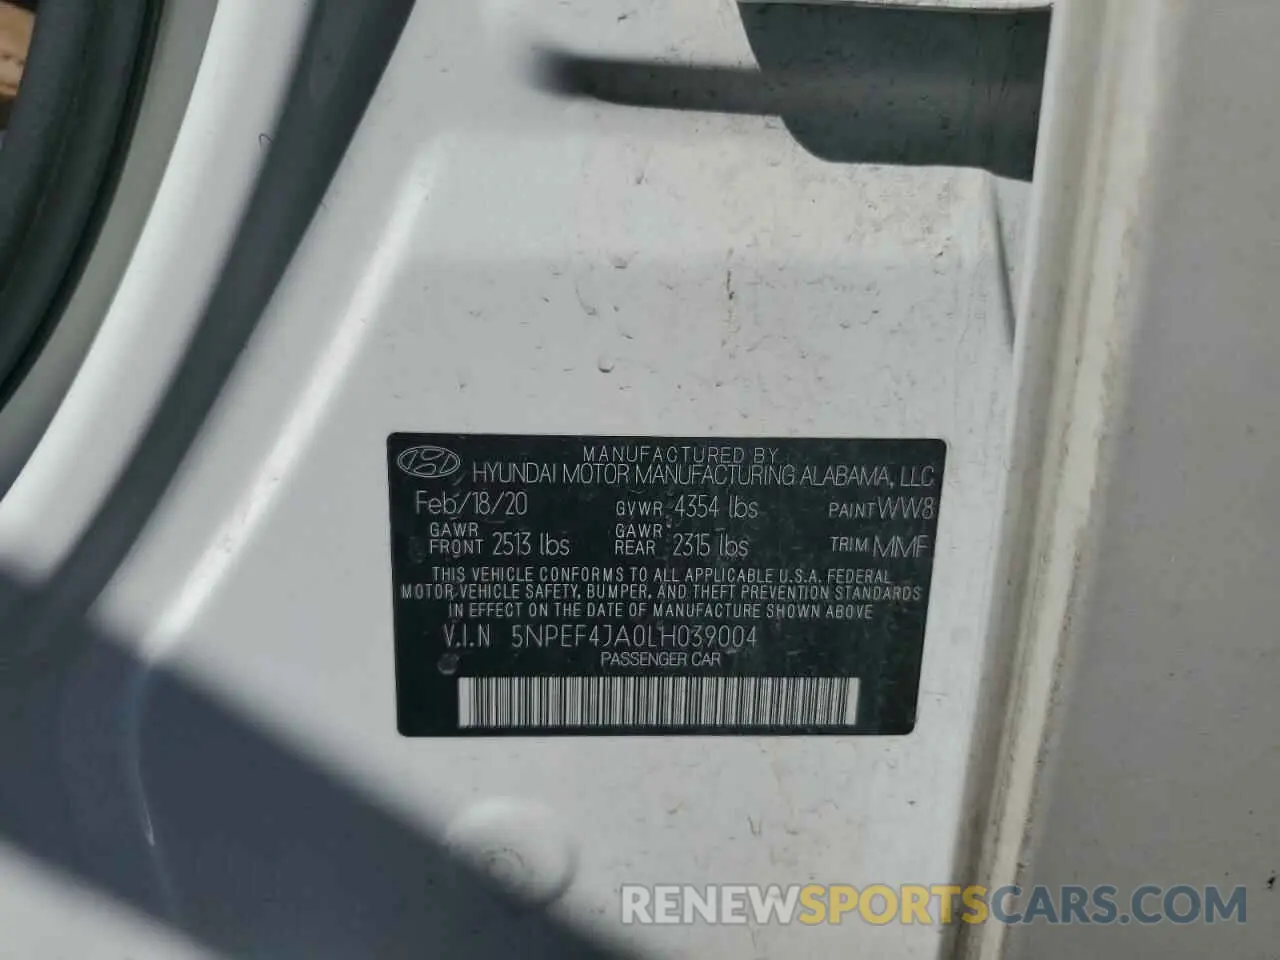 MANUFACTURED BY
HYUNDAI MOTOR MANUFACTURING ALABAMA, LLC
Feb/18/20 GVWR 4354 lbs PAINT WW8
GAWR FRONT 2513 lbs GAWR REAR 2315 lbs TRIM MMF
THIS VEHICLE CONFORMS TO ALL APPLICABLE U.S.A. FEDERAL
MOTOR VEHICLE SAFETY, BUMPER, AND THEFT PREVENTION STANDARDS
IN EFFECT ON THE DATE OF MANUFACTURE SHOWN ABOVE
V.I.N 5NPEF4JA0LH039004
PASSENGER CAR
RENEWSPORTSCARS.COM